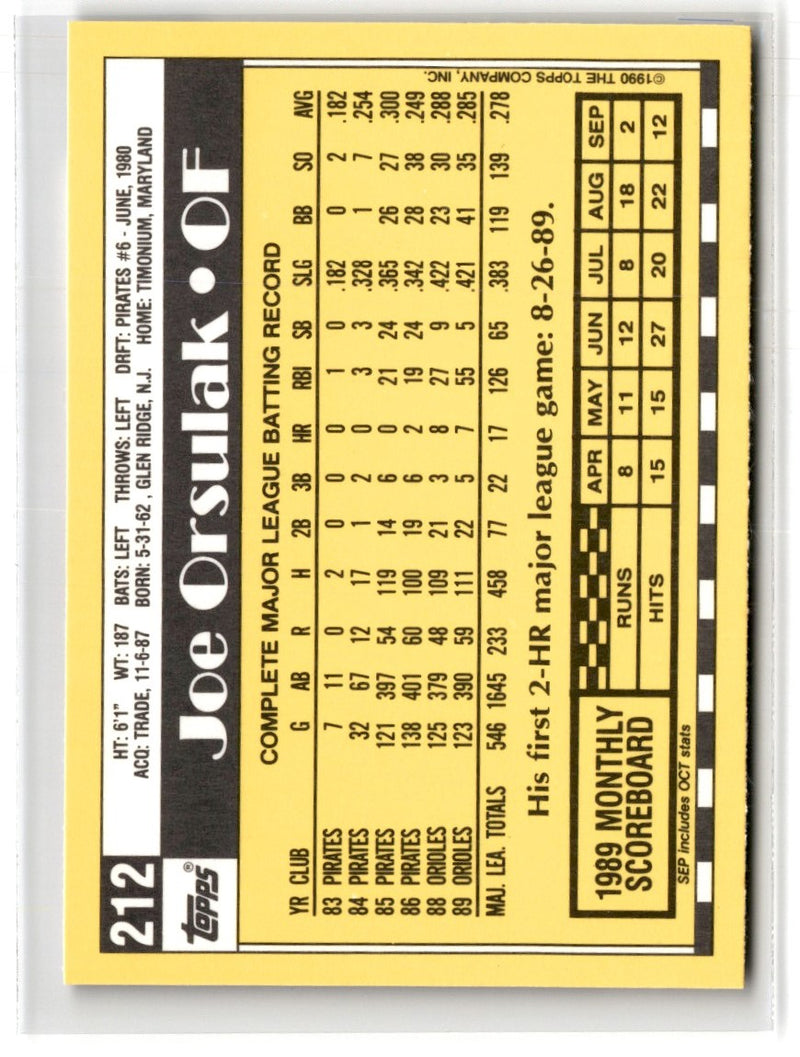 212
HT: 6'1" WT: 187 BATS: LEFT THROWS: LEFT DRFT: PIRATES #6 - JUNE, 1980
ACQ: TRADE, 11-6-87 BORN: 5-31-62 , GLEN RIDGE, N.J. HOME: TIMONIUM, MARYLAND
TOPPS® Joe Orsulak • OF
COMPLETE MAJOR LEAGUE BATTING RECORD
YR CLUB G AB R H 2B 3B HR RBI SB SLG BB SO AVG
83 PIRATES 7 11 0 2 0 0 0 1 0 .182 0 2 .182
84 PIRATES 32 67 12 17 1 2 0 3 3 .328 1 7 .254
85 PIRATES 121 397 54 119 14 6 0 21 24 .365 26 27 .300
86 PIRATES 138 401 60 100 19 6 2 19 24 .342 28 38 .249
88 ORIOLES 125 379 48 109 21 3 8 27 9 .422 23 30 .288
89 ORIOLES 123 390 59 111 22 5 7 55 5 .421 41 35 .285
MAJ. LEA. TOTALS 546 1645 233 458 77 22 17 126 65 .383 119 139 .278
His first 2-HR major league game: 8-26-89.
1989 MONTHLY
SCOREBOARD
APR MAY JUN JUL AUG SEP
RUNS 8 11 12 8 18 2
HITS 15 15 27 20 22 12
SEP includes OCT stats
©1990 THE TOPPS COMPANY, INC.